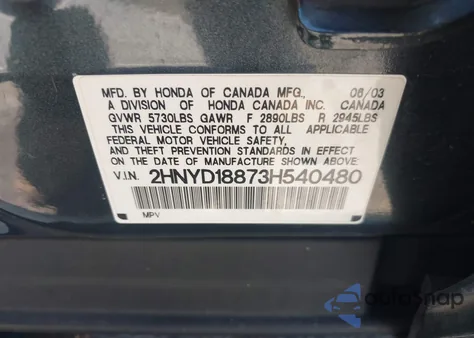 MFD. BY HONDA OF CANADA MFG., 06/03
A DIVISION OF HONDA CANADA INC. CANADA
GVWR 5730LBS GAWR F 2890LBS R 2945LBS
THIS VEHICLE CONFORMS TO ALL APPLICABLE
FEDERAL MOTOR VEHICLE SAFETY,
AND THEFT PREVENTION STANDARDS IN EFFECT
ON THE DATE OF MANUFACTURE SHOWN ABOVE.
V.I.N. 2HNYD18873H540480
MPV
autoSnap